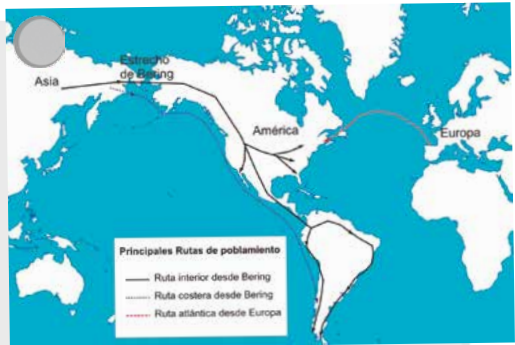 Estrecho
de Bering
Asia
América
Europa
Principales Rutas de poblamiento
Ruta interior desde Bering
Ruta costera desde Bering
Ruta atlántica desde Europa